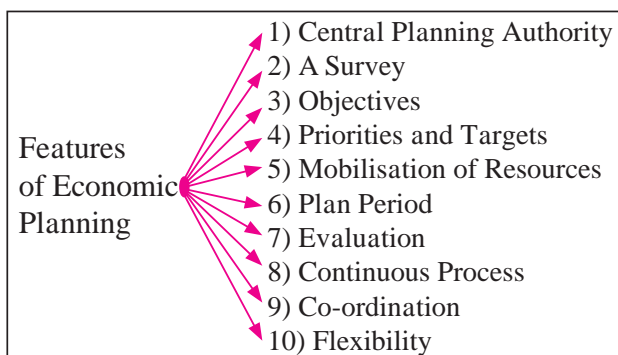 Features
of Economic
Planning
1) Central Planning Authority
2) A Survey
3) Objectives
4) Priorities and Targets
5) Mobilisation of Resources
6) Plan Period
7) Evaluation
8) Continuous Process
9) Co-ordination
10) Flexibility